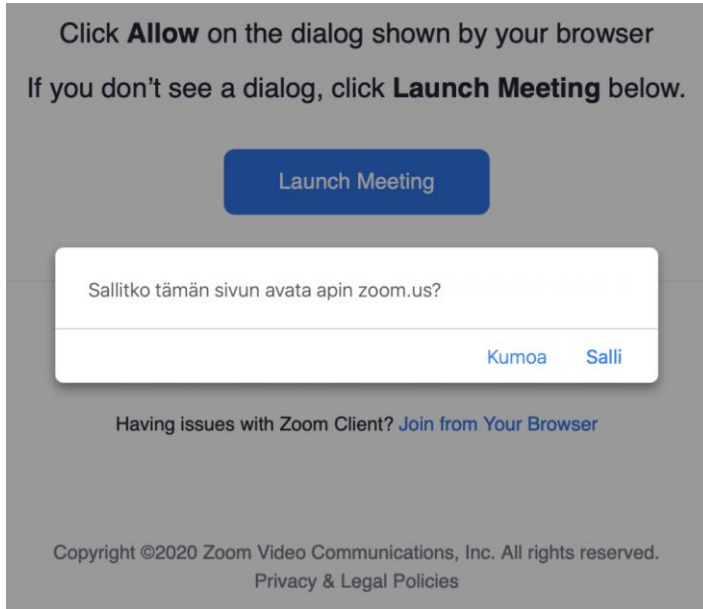 Click Allow on the dialog shown by your browser
If you don’t see a dialog, click Launch Meeting below.
Launch Meeting
Sallitko tämän sivun avata apin zoom.us?
Kumoa Salli
Having issues with Zoom Client? Join from Your Browser
Copyright ©2020 Zoom Video Communications, Inc. All rights reserved.
Privacy & Legal Policies